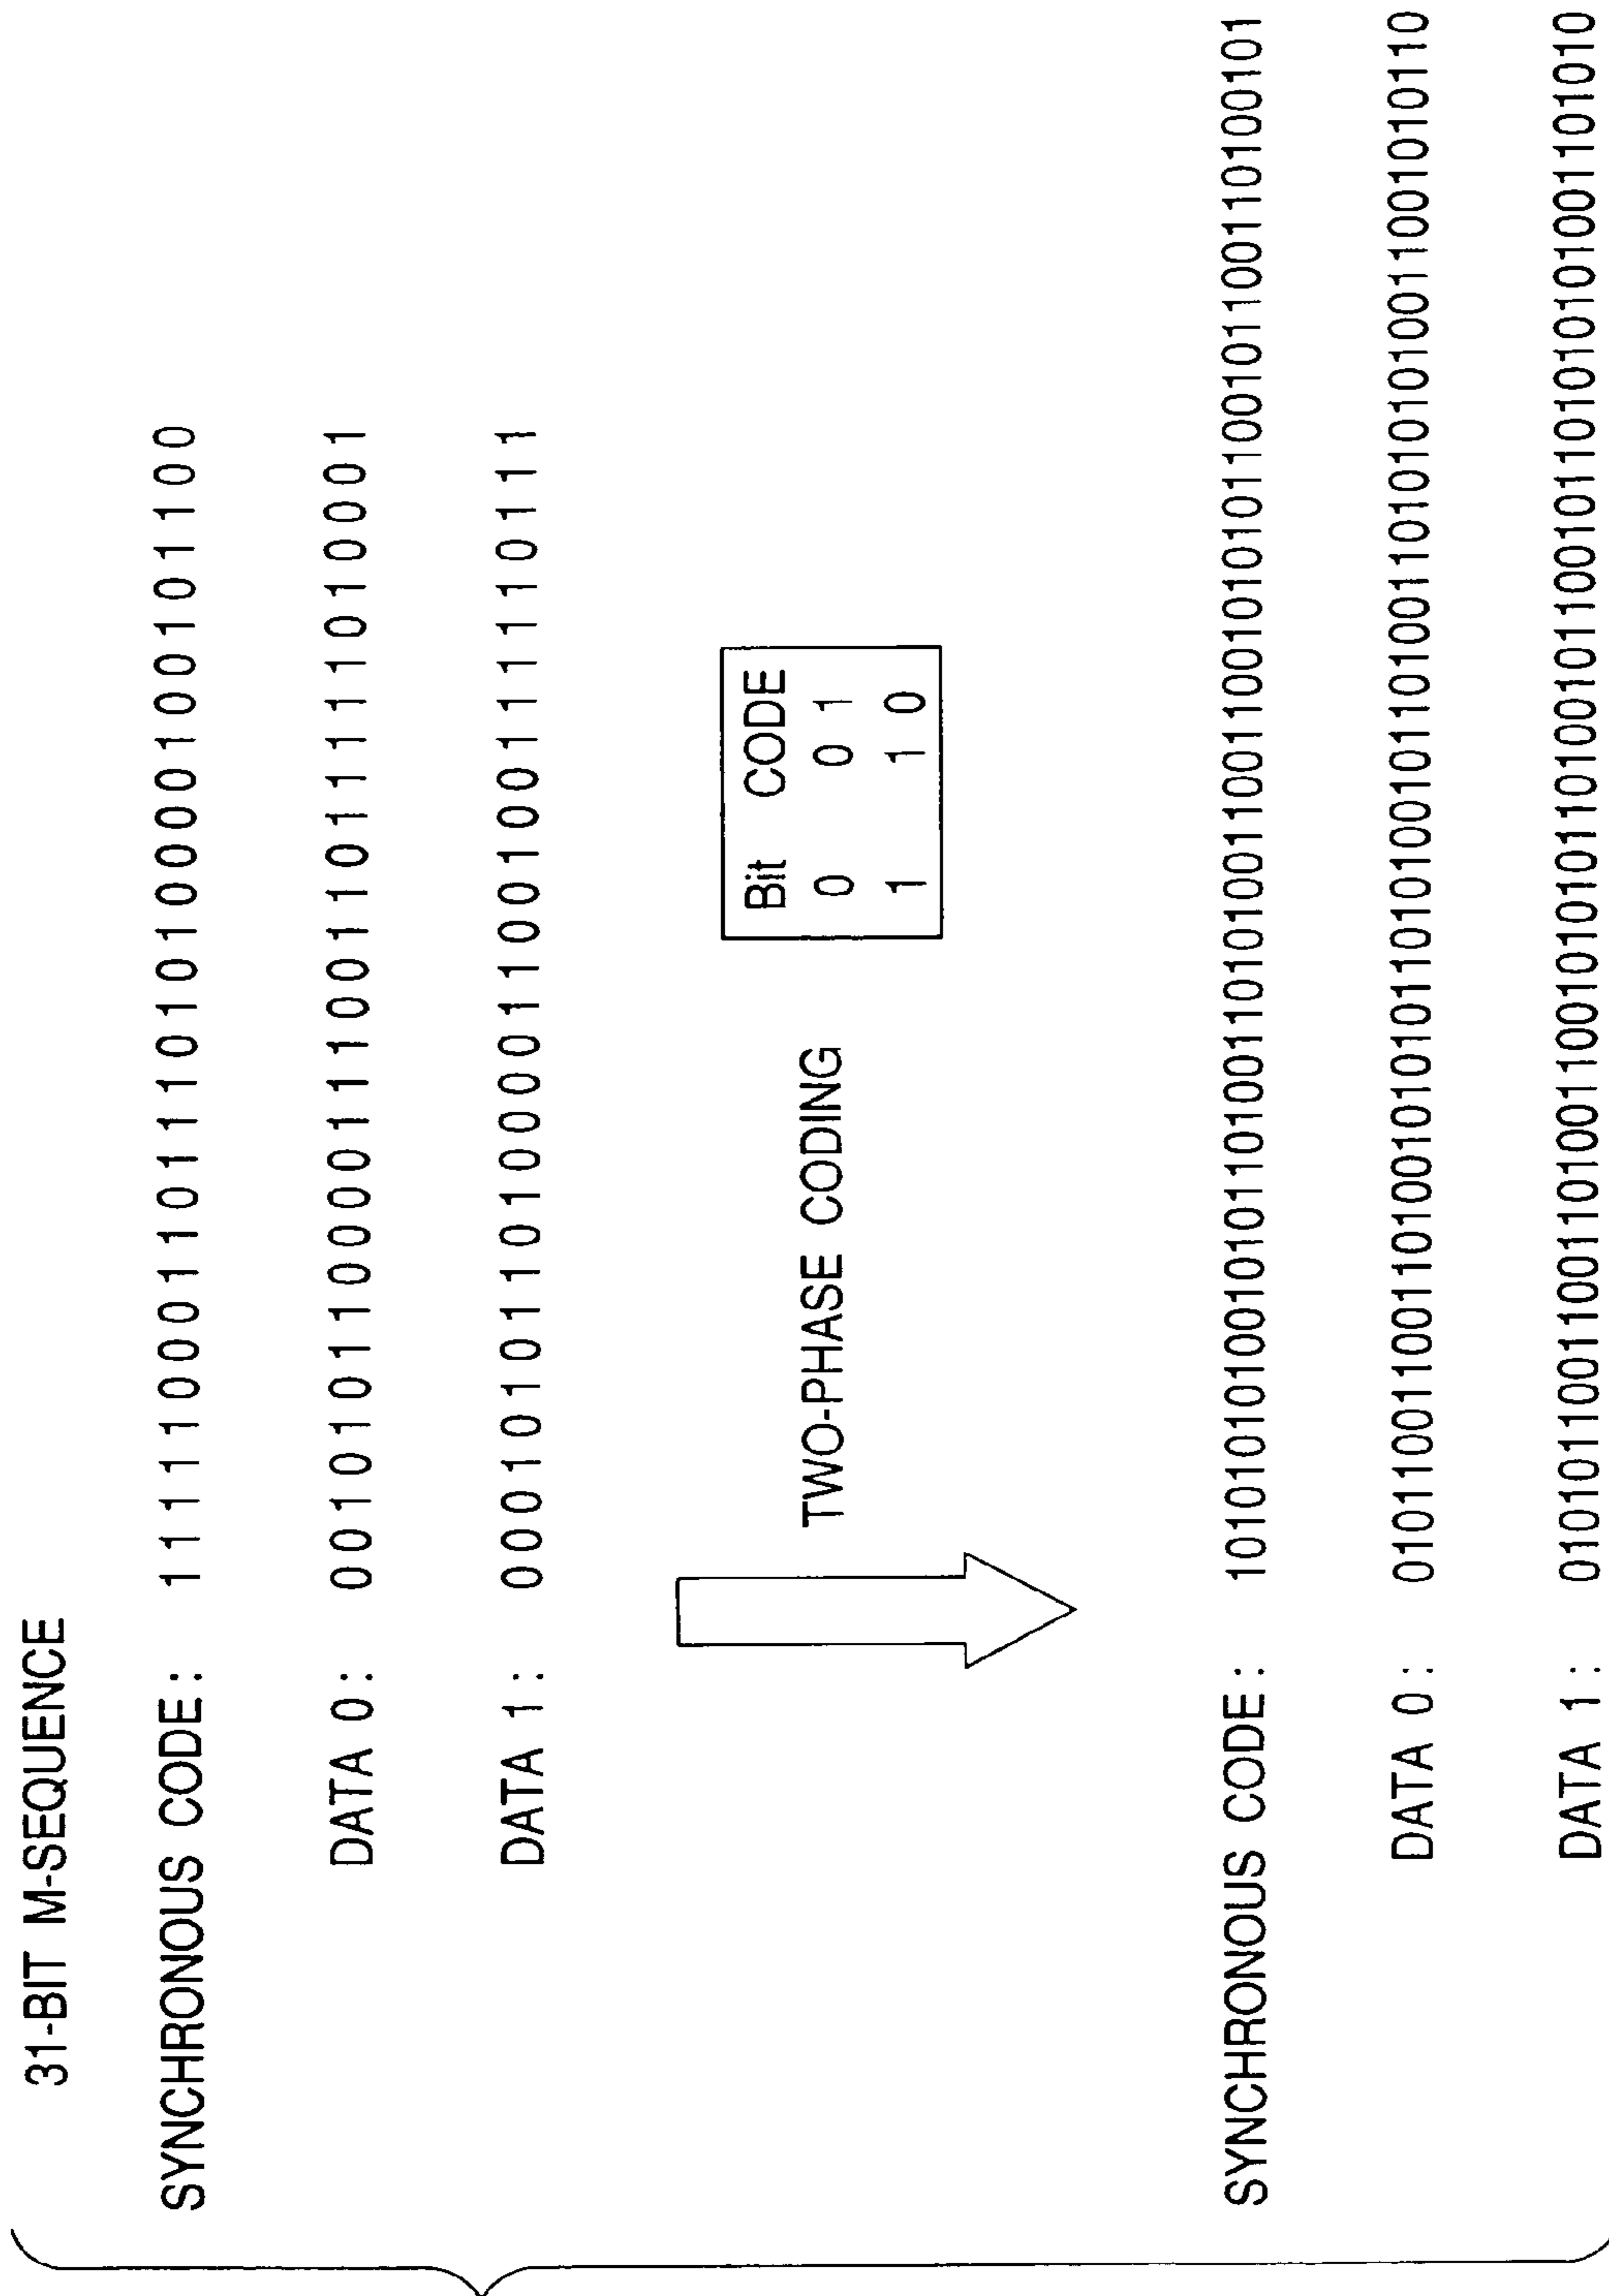 31-BIT M-SEQUENCE
SYNCHRONOUS CODE: 1 1 1 1 1 0 0 0 1 1 0 1 1 1 0 1 0 1 0 0 0 0 1 0 0 1 0 1 1 0 0
DATA 0: 0 0 1 0 1 0 1 1 0 0 0 0 1 1 1 0 0 1 1 0 1 1 1 1 1 0 1 0 0 0 1
DATA 1: 0 0 0 1 0 1 0 1 1 0 1 0 0 0 0 1 1 0 0 1 0 0 1 1 1 1 1 0 1 1 1
TWO-PHASE CODING
Bit CODE
0 0 1
1 1 0
SYNCHRONOUS CODE: 10101010100101011010011010100110011001010101100101100110100101
DATA 0: 01011001100110100101010110101001011010011010101010011001010110
DATA 1: 01010110011001101001100101010110100101100101101010101001101010